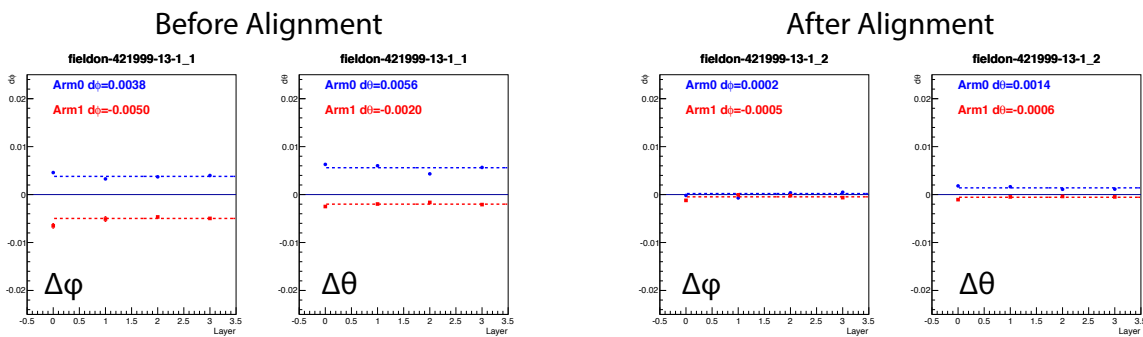 Before Alignment
After Alignment
fieldon-421999-13-1_1
dϕ
Arm0 dϕ=0.0038
Arm1 dϕ=-0.0050
0.02
0.01
0
-0.01
-0.02
Δφ
-0.5 0 0.5 1 1.5 2 2.5 3 3.5
Layer
fieldon-421999-13-1_1
dθ
Arm0 dθ=0.0056
Arm1 dθ=-0.0020
0.02
0.01
0
-0.01
-0.02
Δθ
-0.5 0 0.5 1 1.5 2 2.5 3 3.5
Layer
fieldon-421999-13-1_2
dϕ
Arm0 dϕ=0.0002
Arm1 dϕ=-0.0005
0.02
0.01
0
-0.01
-0.02
Δφ
-0.5 0 0.5 1 1.5 2 2.5 3 3.5
Layer
fieldon-421999-13-1_2
dθ
Arm0 dθ=0.0014
Arm1 dθ=-0.0006
0.02
0.01
0
-0.01
-0.02
Δθ
-0.5 0 0.5 1 1.5 2 2.5 3 3.5
Layer